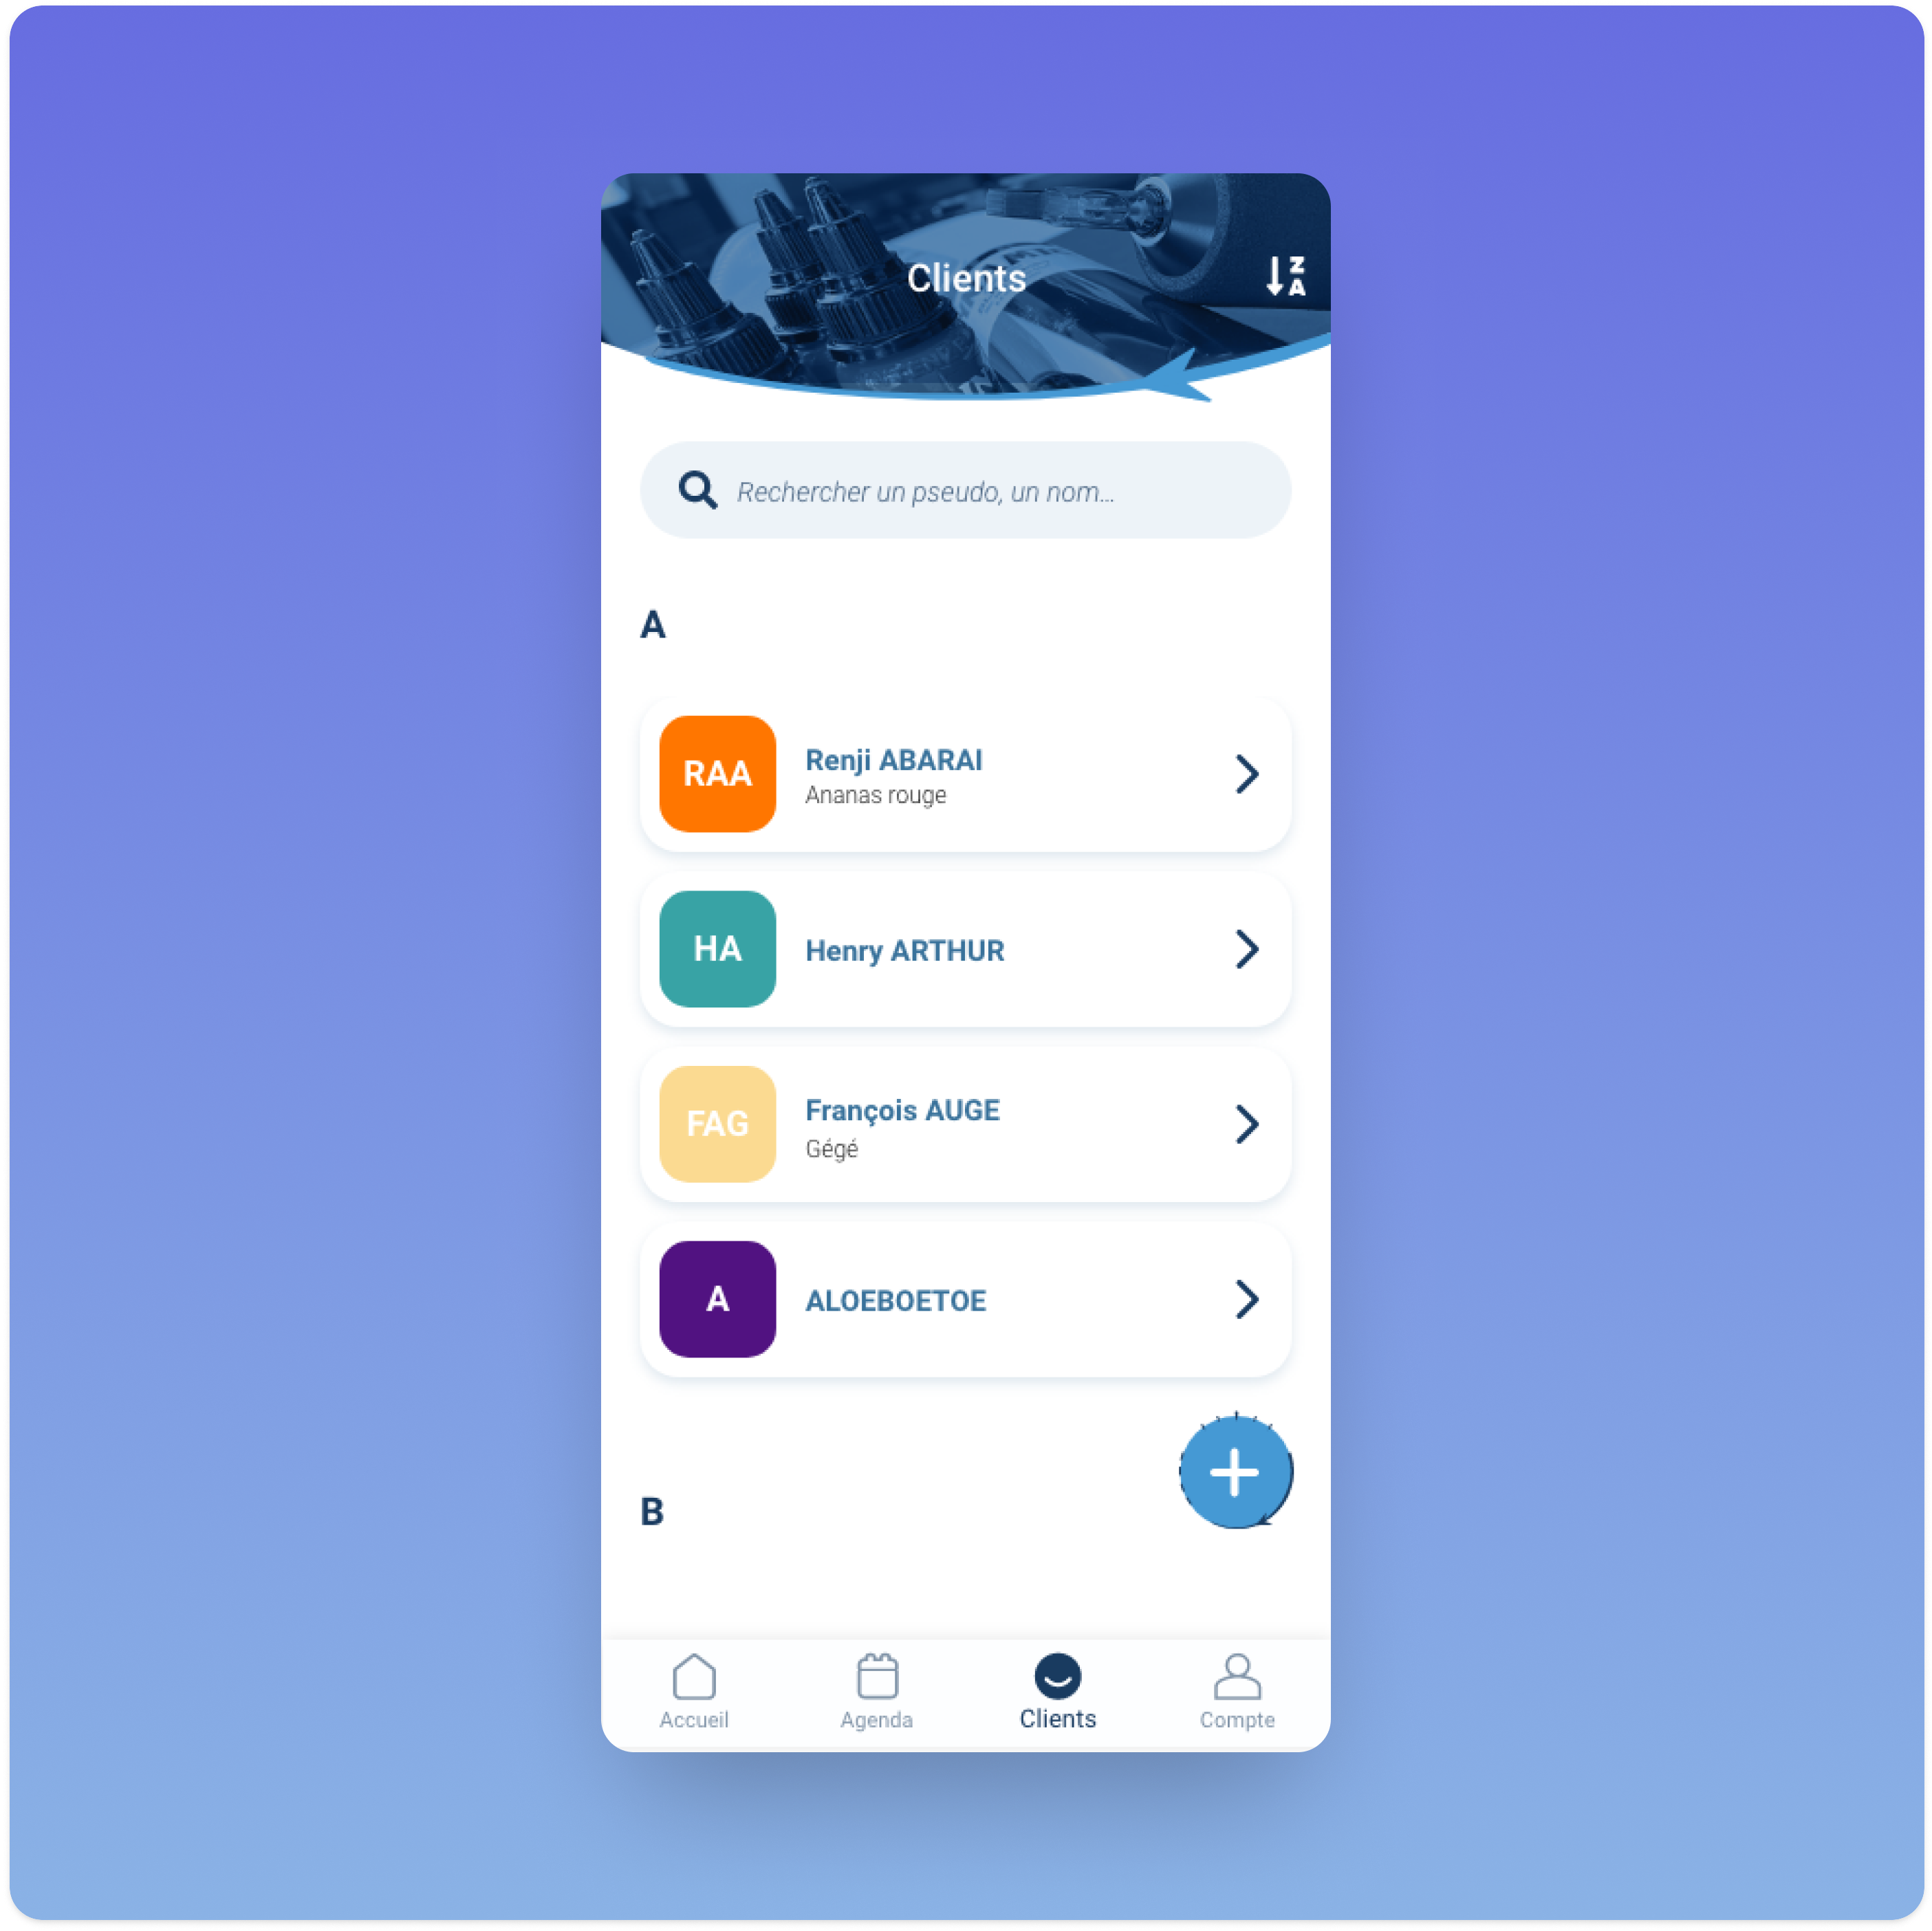 Clients
Z
A
Rechercher un pseudo, un nom...
A
RAA
Renji ABARAI
Ananas rouge
HA
Henry ARTHUR
FAG
François AUGE
Gégé
A
ALOEBOETOE
B
Accueil
Agenda
Clients
Compte